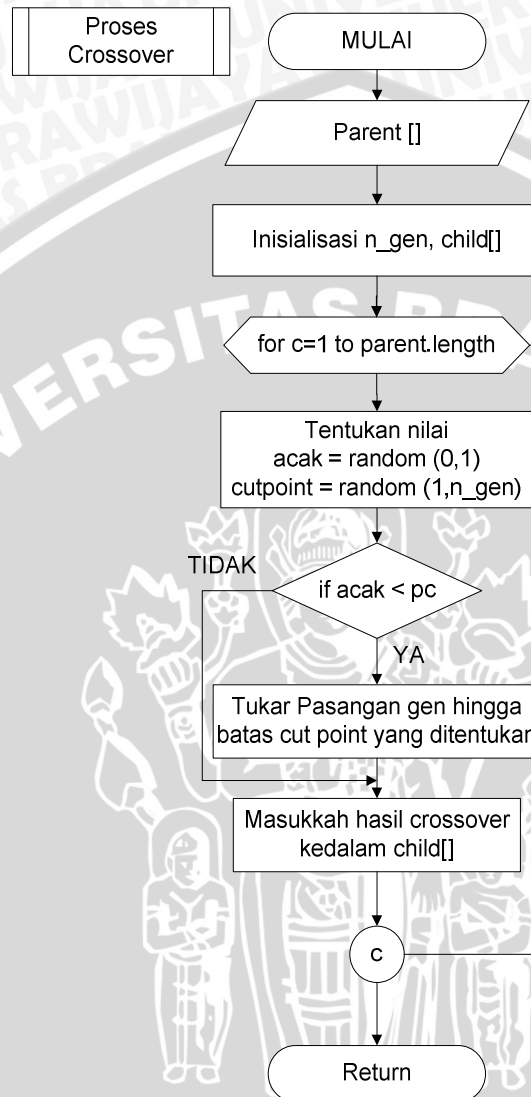 Proses
Crossover
MULAI
Parent []
Inisialisasi n_gen, child[]
for c=1 to parent.length
Tentukan nilai
acak = random (0,1)
cutpoint = random (1,n_gen)
TIDAK
if acak < pc
YA
Tukar Pasangan gen hingga
batas cut point yang ditentukan
Masukkah hasil crossover
kedalam child[]
c
Return